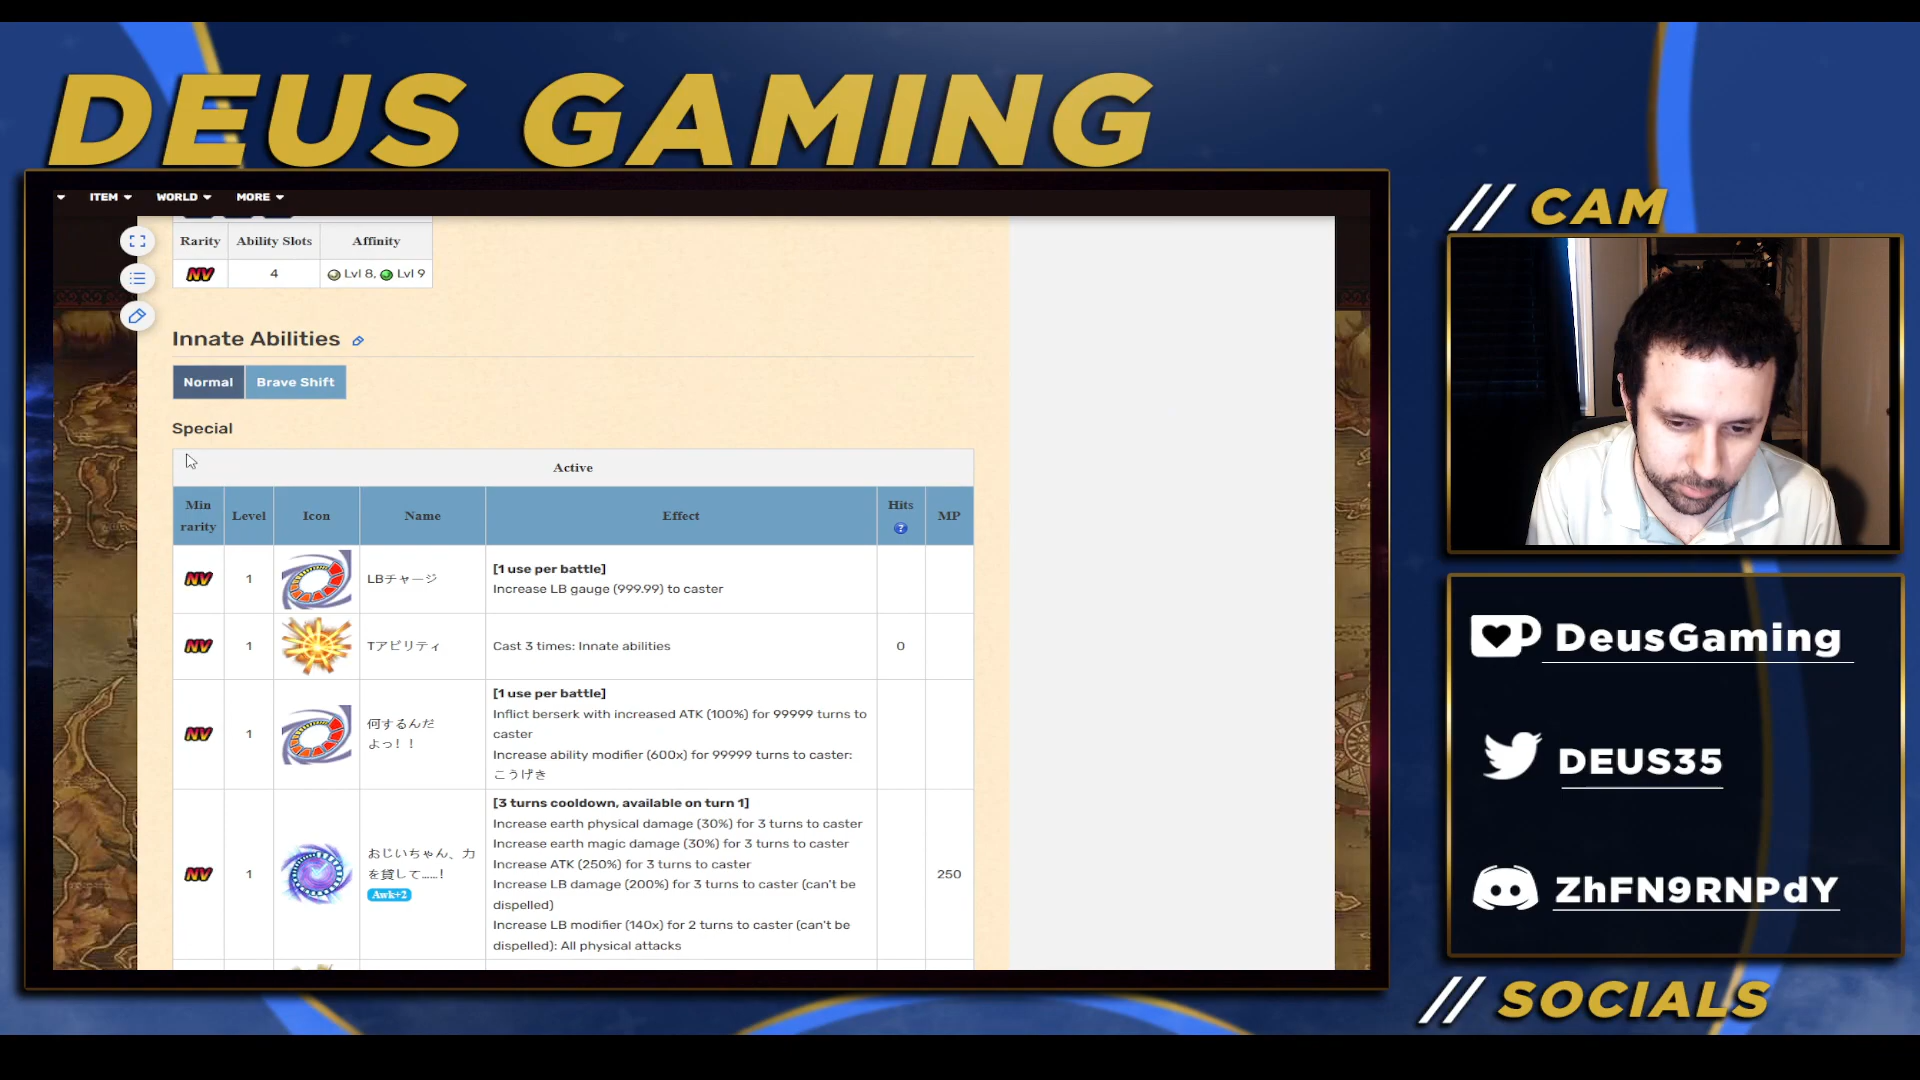 DEUS GAMING
ITEM WORLD MORE
Rarity Ability Slots Affinity
NV 4 Lvl 8, Lvl 9
Innate Abilities
Normal Brave Shift
Special
Active
Min rarity Level Icon Name Effect Hits ? MP
NV 1 LBチャージ
[1 use per battle]
Increase LB gauge (999.99) to caster
NV 1 Tアビリティ Cast 3 times: Innate abilities 0
NV 1 何するんだ
よっ！！
[1 use per battle]
Inflict berserk with increased ATK (100%) for 99999 turns to
caster
Increase ability modifier (600x) for 99999 turns to caster:
こうげき
NV 1 おじいちゃん、力
を貸して……！
Awk+2
[3 turns cooldown, available on turn 1]
Increase earth physical damage (30%) for 3 turns to caster
Increase earth magic damage (30%) for 3 turns to caster
Increase ATK (250%) for 3 turns to caster
Increase LB damage (200%) for 3 turns to caster (can't be
dispelled)
Increase LB modifier (140x) for 2 turns to caster (can't be
dispelled): All physical attacks
250
// CAM
DeusGaming
DEUS35
ZhFN9RNPdY
// SOCIALS